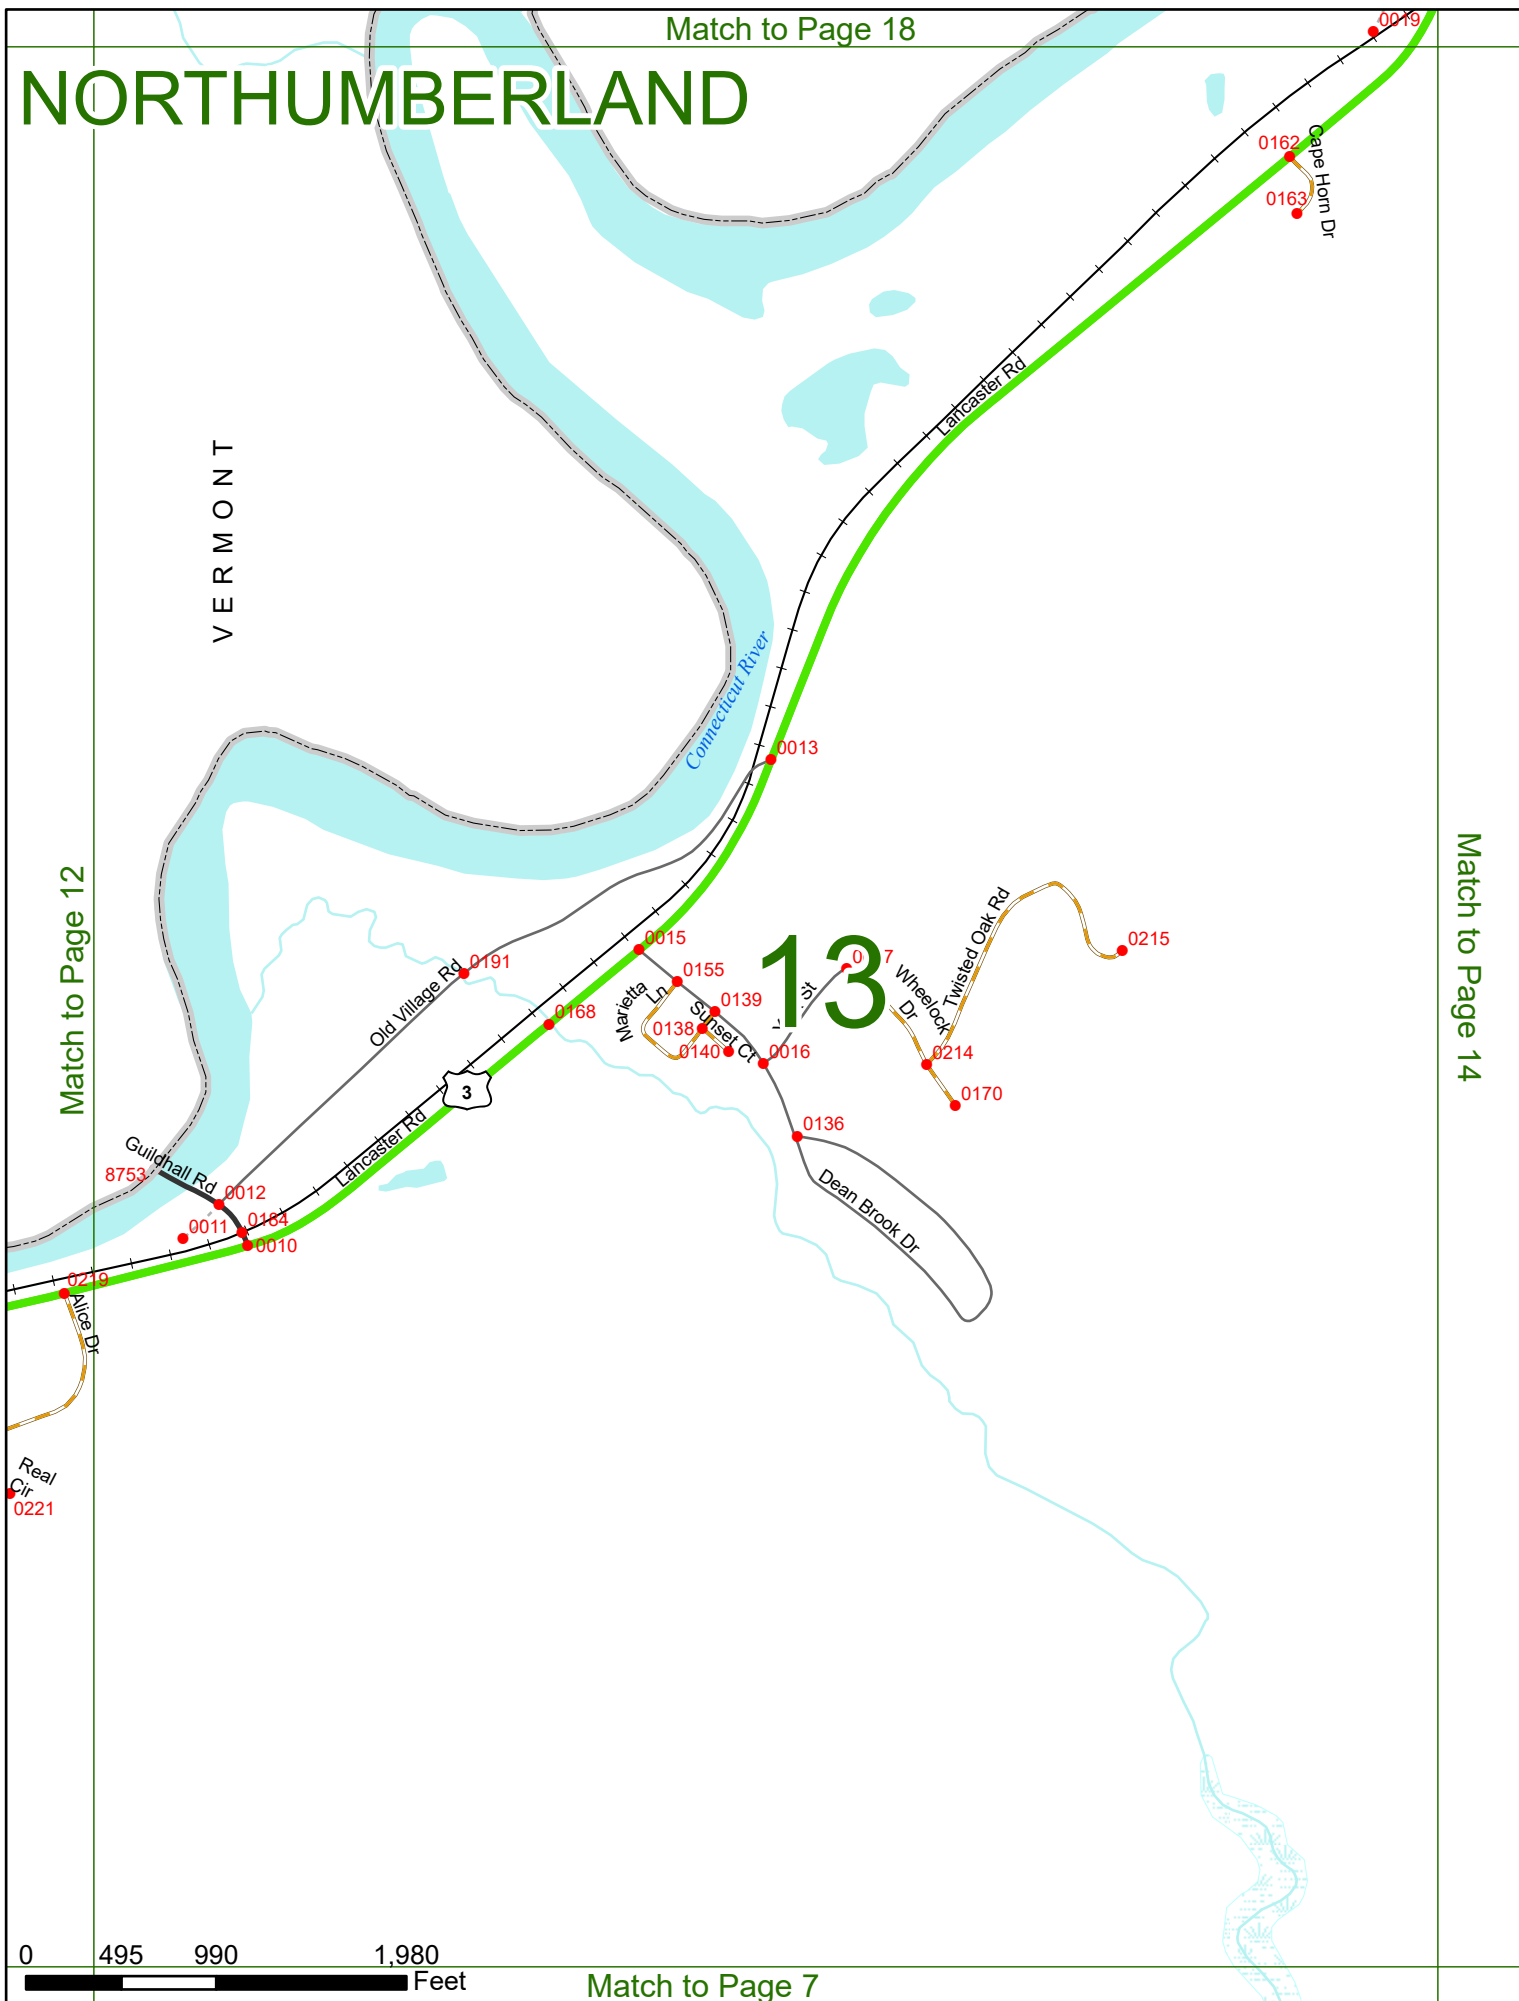 Match to Page 18
0019
NORTHUMBERLAND
0162
Cape Horn Dr
0163
Lancaster Rd
VERMONT
Connecticut River
0013
Match to Page 12
Match to Page 14
0015
13
0191
0155
Old Village Rd
Marietta
Ln
0139
0138
Sunset Ct
0140
0016
St
7
Wheelock
Dr
Twisted Oak Rd
0215
0168
0214
0170
3
Lancaster Rd
0136
Dean Brook Dr
Guildhall Rd
8753
0012
0011
0184
0010
0219
Alice Dr
Real
Cir
0221
0
495
990
1,980
Feet
Match to Page 7